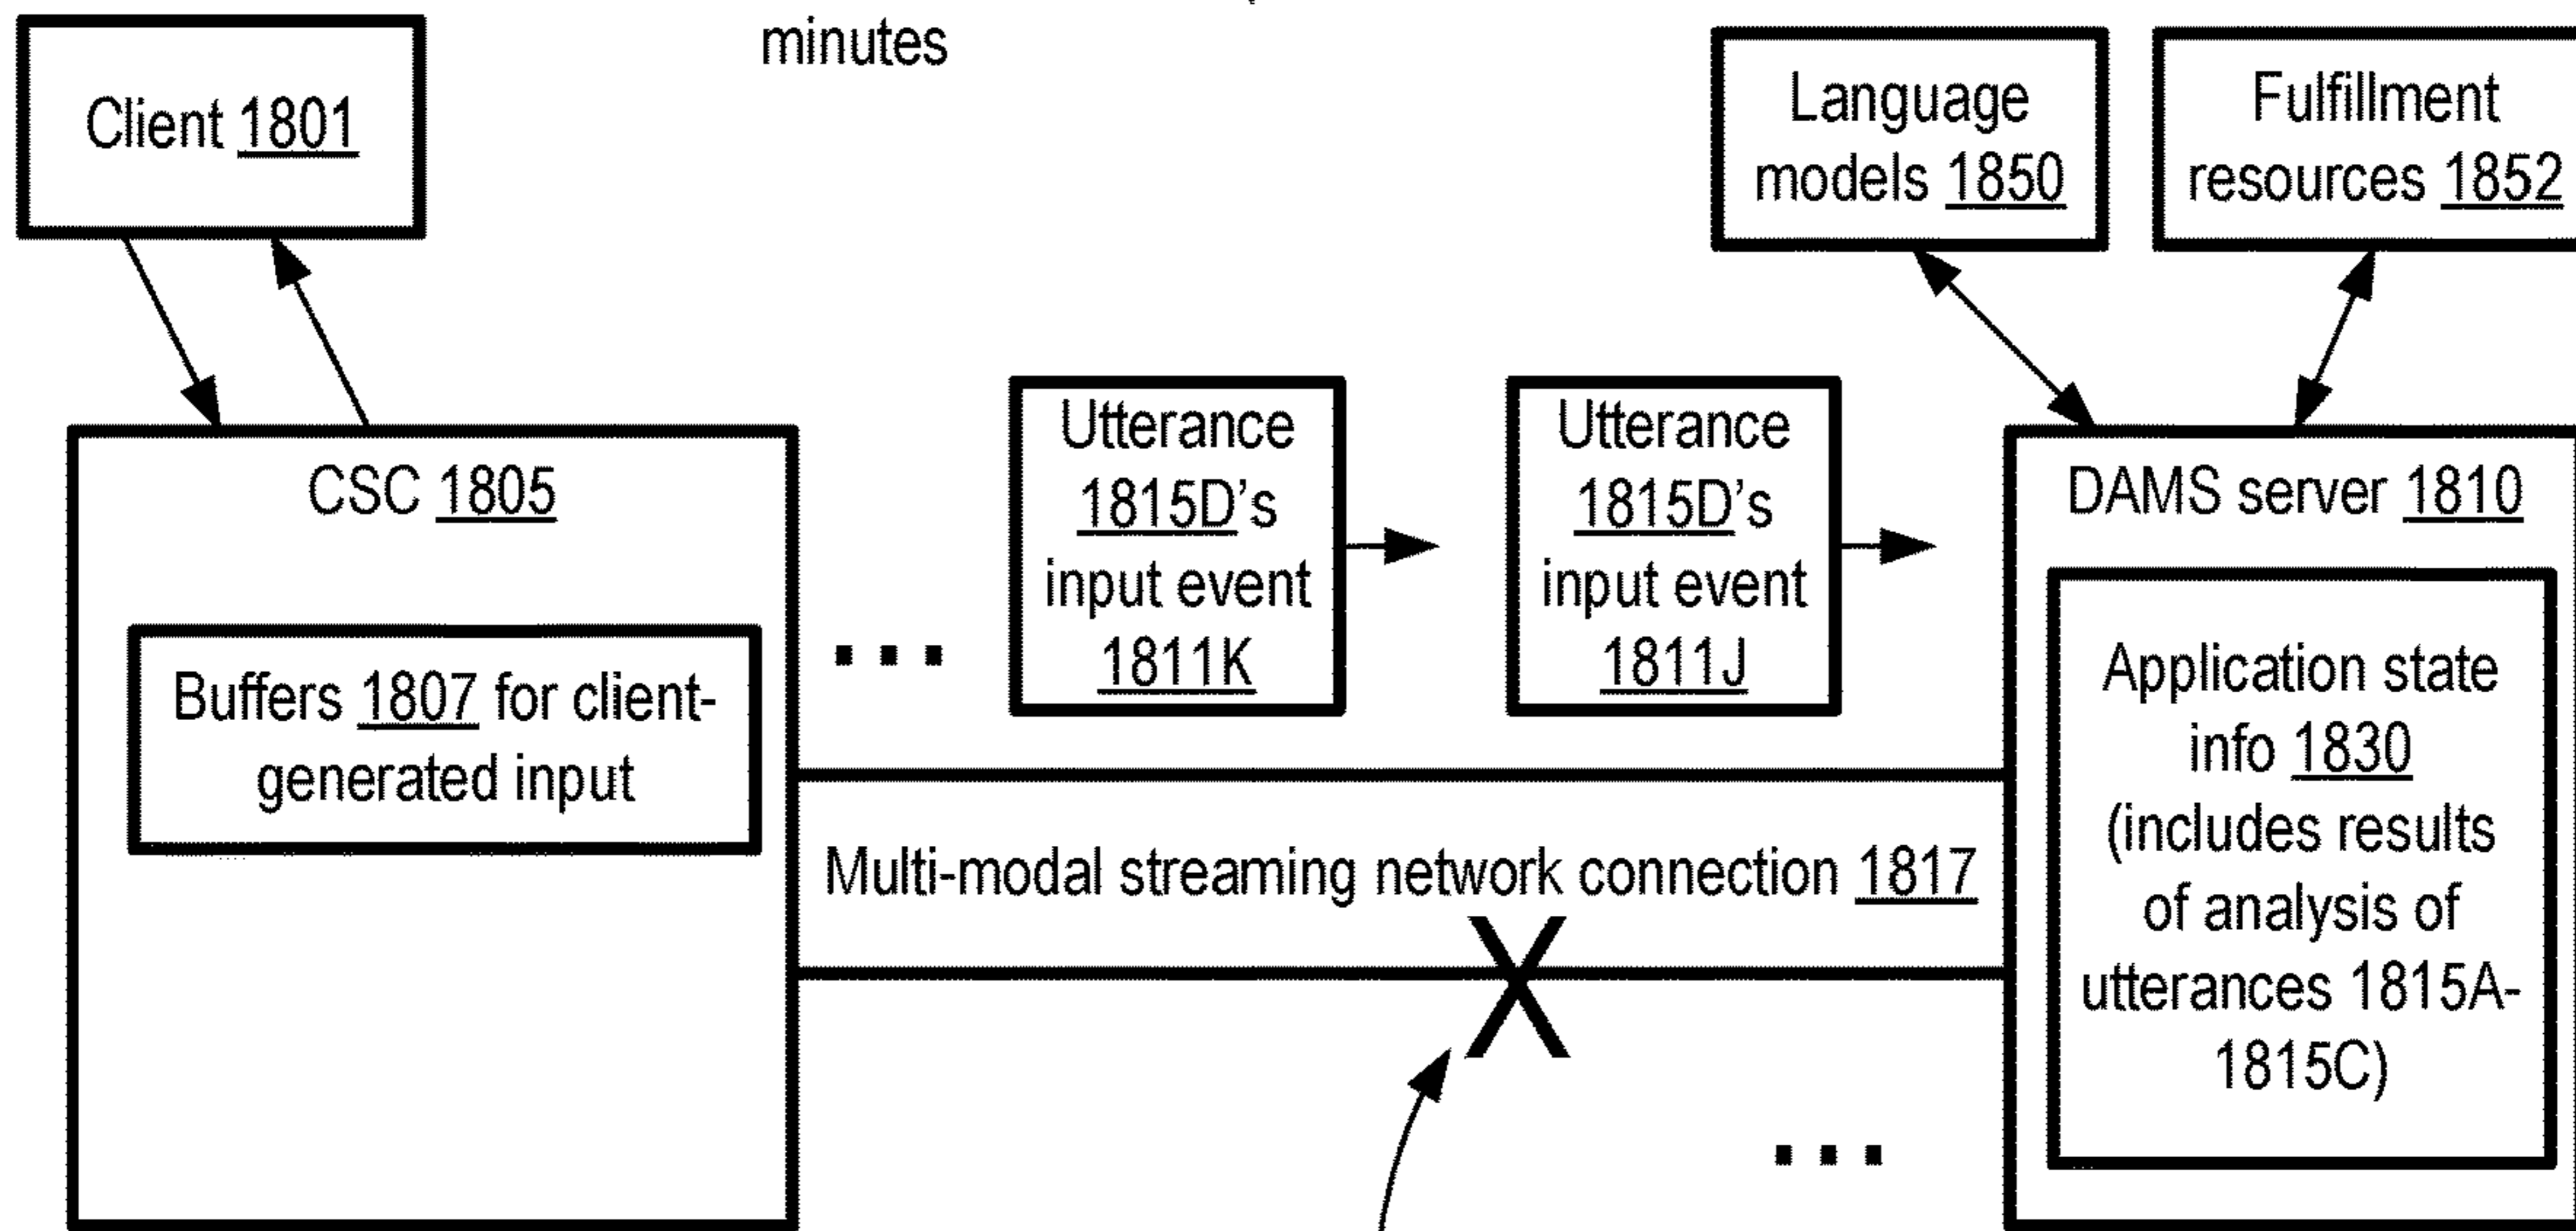 minutes
Client 1801
Language
models 1850
Fulfillment
resources 1852
CSC 1805
Buffers 1807 for client-
generated input
...
Utterance
1815D's
input event
1811K
Utterance
1815D's
input event
1811J
Multi-modal streaming network connection 1817
X
...
DAMS server 1810
Application state
info 1830
(includes results
of analysis of
utterances 1815A-
1815C)